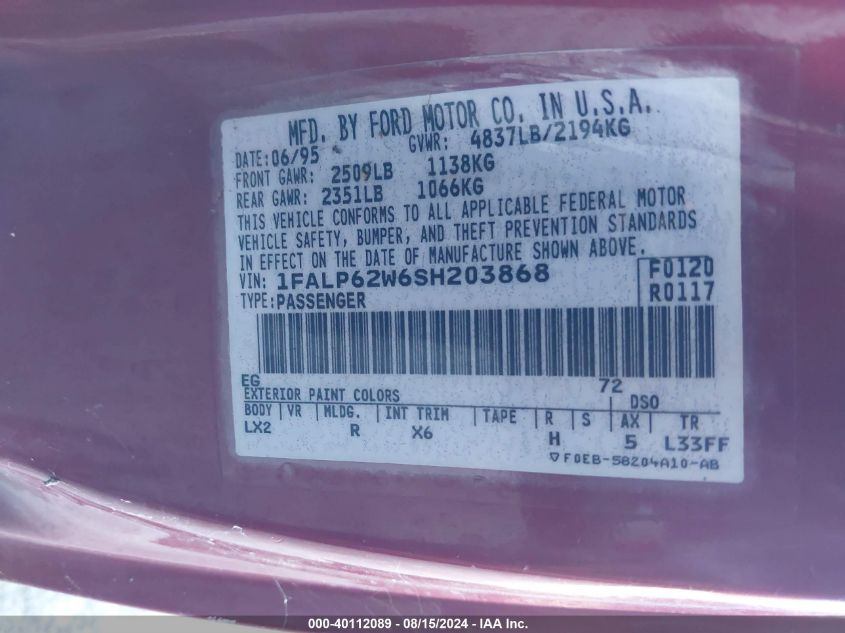 MFD. BY FORD MOTOR CO. IN U.S.A.
DATE: 06/95 GVWR: 4837LB/2194KG
FRONT GAWR: 2509LB 1138KG
REAR GAWR: 2351LB 1066KG
THIS VEHICLE CONFORMS TO ALL APPLICABLE FEDERAL MOTOR
VEHICLE SAFETY, BUMPER, AND THEFT PREVENTION STANDARDS
IN EFFECT ON THE DATE OF MANUFACTURE SHOWN ABOVE.
VIN: 1FALP62W6SH203868 F0120
TYPE: PASSENGER R0117
EG 72
EXTERIOR PAINT COLORS DSO
BODY VR MLDG. INT TRIM TAPE R S AX TR
LX2 R X6 H 5 L33FF
▽F0EB-58204A10-AB
000-40112089 - 08/15/2024 - IAA Inc.